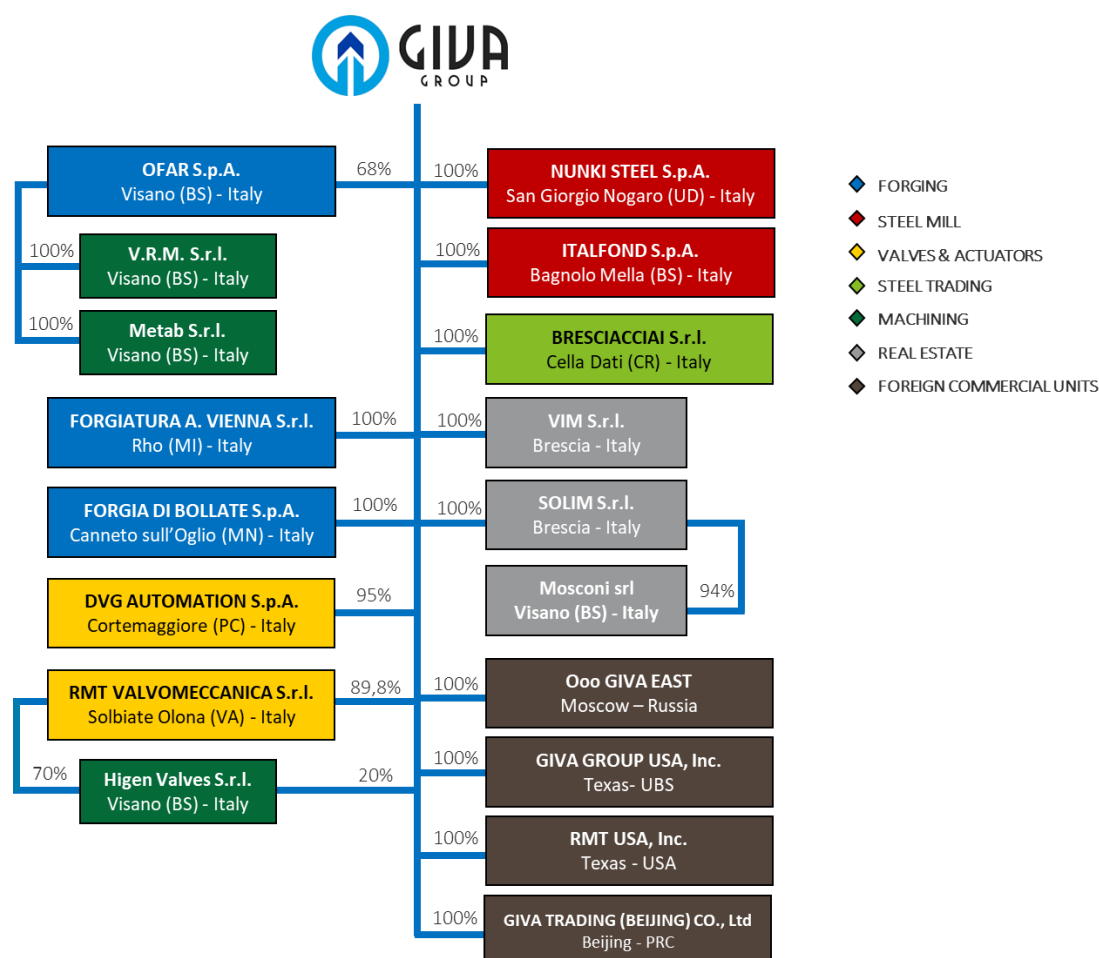 GIVA
GROUP
OFAR S.p.A.
Visano (BS) - Italy
68%
100%
V.R.M. S.r.l.
Visano (BS) - Italy
100%
Metab S.r.l.
Visano (BS) - Italy
FORGIATURA A. VIENNA S.r.l.
Rho (MI) - Italy
100%
FORGIA DI BOLLATE S.p.A.
Canneto sull’Oglio (MN) - Italy
100%
DVG AUTOMATION S.p.A.
Cortemaggiore (PC) - Italy
95%
RMT VALVOMECCANICA S.r.l.
Solbiate Olona (VA) - Italy
89,8%
70%
Higen Valves S.r.l.
Visano (BS) - Italy
20%
100%
NUNKI STEEL S.p.A.
San Giorgio Nogaro (UD) - Italy
100%
ITALFOND S.p.A.
Bagnolo Mella (BS) - Italy
100%
BRESCIACCIAI S.r.l.
Cella Dati (CR) - Italy
100%
VIM S.r.l.
Brescia - Italy
100%
SOLIM S.r.l.
Brescia - Italy
Mosconi srl
Visano (BS) - Italy
94%
100%
Ooo GIVA EAST
Moscow – Russia
100%
GIVA GROUP USA, Inc.
Texas- UBS
100%
RMT USA, Inc.
Texas - USA
100%
GIVA TRADING (BEIJING) CO., Ltd
Beijing - PRC
FORGING
STEEL MILL
VALVES & ACTUATORS
STEEL TRADING
MACHINING
REAL ESTATE
FOREIGN COMMERCIAL UNITS